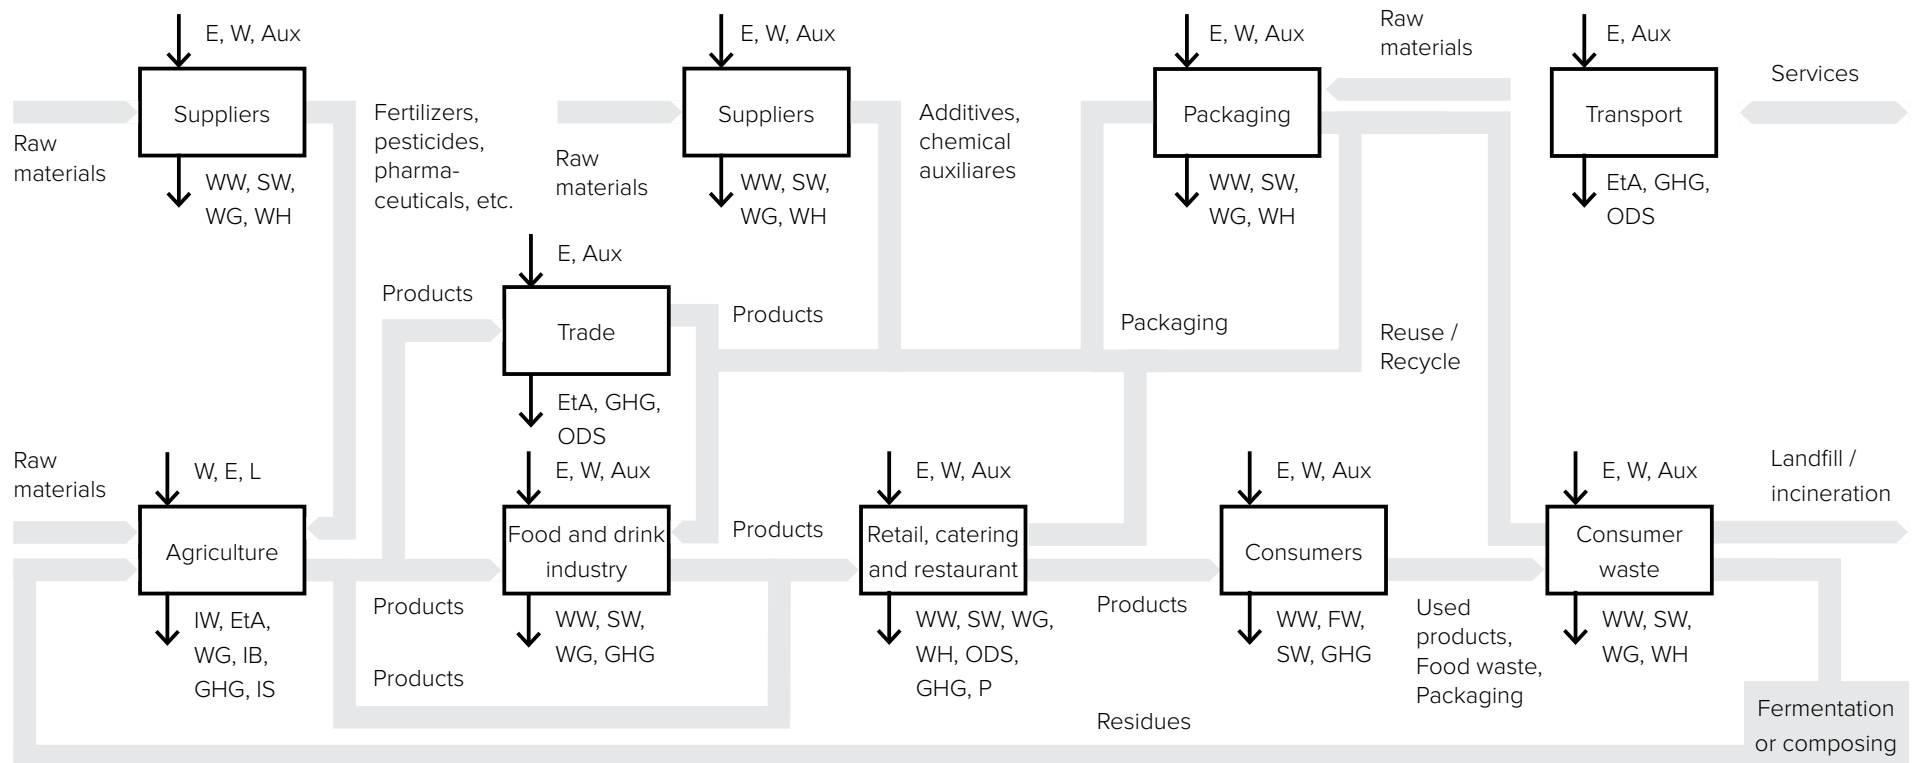 E, W, Aux
Suppliers
Raw
materials
WW, SW,
WG, WH
Fertilizers,
pesticides,
pharma-
ceuticals, etc.
E, W, Aux
Suppliers
Raw
materials
WW, SW,
WG, WH
Additives,
chemical
auxiliares
E, W, Aux
Packaging
WW, SW,
WG, WH
Raw
materials
E, Aux
Transport
EtA, GHG,
ODS
Services
Products
E, Aux
Trade
EtA, GHG,
ODS
Products
Packaging
Reuse /
Recycle
Raw
materials
W, E, L
Agriculture
IW, EtA,
WG, IB,
GHG, IS
Products
Products
E, W, Aux
Food and drink
industry
WW, SW,
WG, GHG
Products
E, W, Aux
Retail, catering
and restaurant
WW, SW, WG,
WH, ODS,
GHG, P
Products
E, W, Aux
Consumers
WW, FW,
SW, GHG
Used
products,
Food waste,
Packaging
E, W, Aux
Consumer
waste
WW, SW,
WG, WH
Landfill /
incineration
Residues
Fermentation
or composing